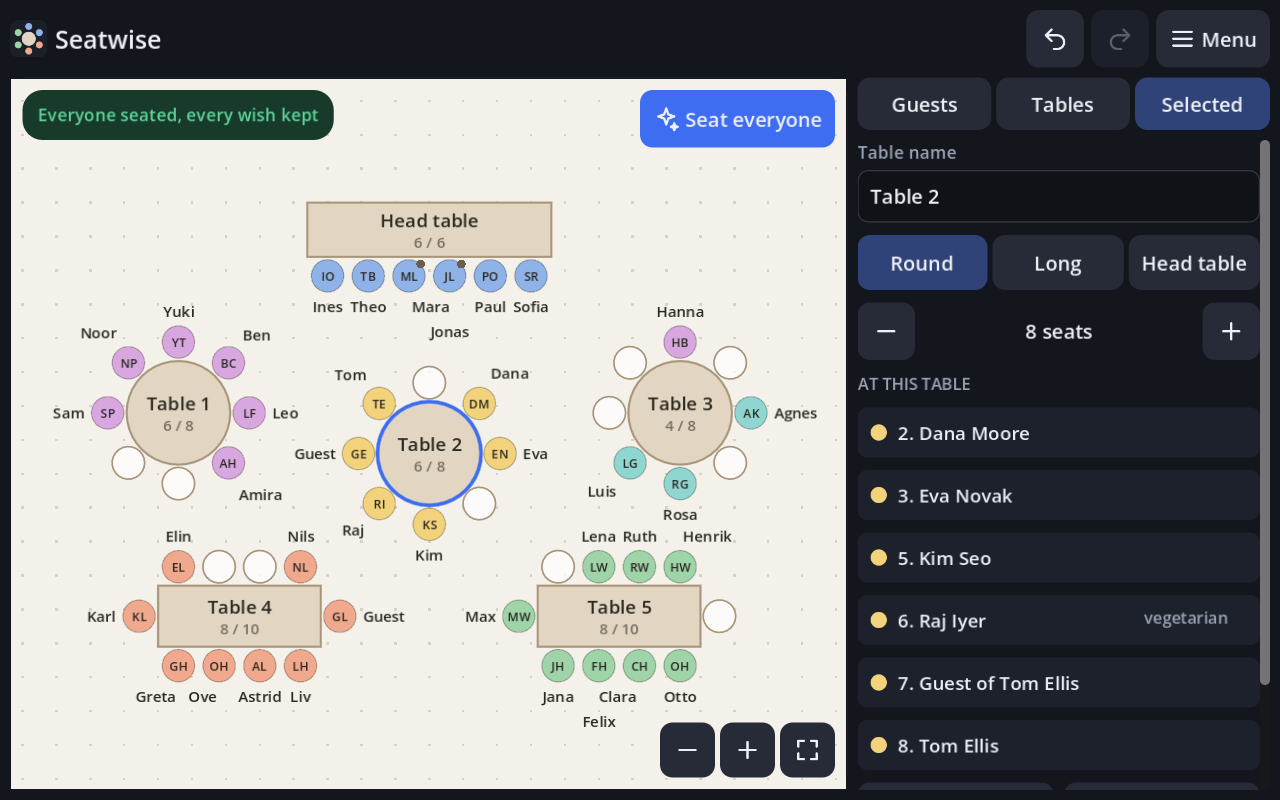 Seatwise
Menu
Everyone seated, every wish kept
Seat everyone
Guests
Tables
Selected
Table name
Table 2
Round
Long
Head table
8 seats
AT THIS TABLE
2. Dana Moore
3. Eva Novak
5. Kim Seo
6. Raj Iyer
vegetarian
7. Guest of Tom Ellis
8. Tom Ellis
Head table
6 / 6
IO TB ML JL PO SR
Ines Theo Mara Paul Sofia
Jonas
Yuki
Noor
Ben
YT
NP
BC
Sam
SP
Table 1
6 / 8
LF
Leo
AH
Amira
Tom
Dana
TE
DM
Guest
GE
Table 2
6 / 8
EN
Eva
RI
Raj
KS
Kim
Hanna
HB
Table 3
4 / 8
AK
Agnes
LG
Luis
RG
Rosa
Elin
Nils
EL
NL
Karl
KL
Table 4
8 / 10
GL
Guest
GH OH AL LH
Greta Ove Astrid Liv
Lena Ruth Henrik
LW RW HW
Max
MW
Table 5
8 / 10
JH FH CH OH
Jana Clara Otto
Felix